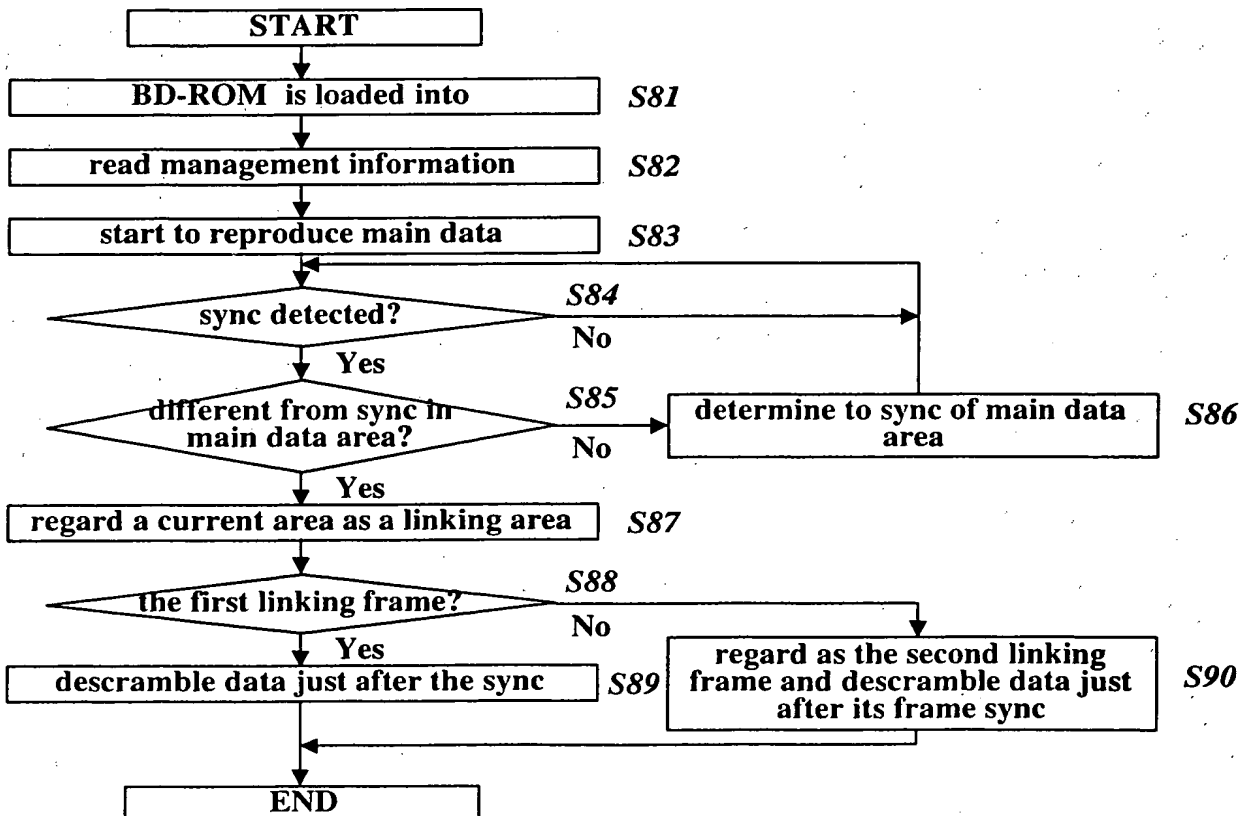 START
BD-ROM is loaded into
S81
read management information
S82
start to reproduce main data
S83
sync detected?
S84
No
Yes
different from sync in
main data area?
S85
No
determine to sync of main data
area
S86
Yes
regard a current area as a linking area
S87
the first linking frame?
S88
No
Yes
descramble data just after the sync
S89
regard as the second linking
frame and descramble data just
after its frame sync
S90
END